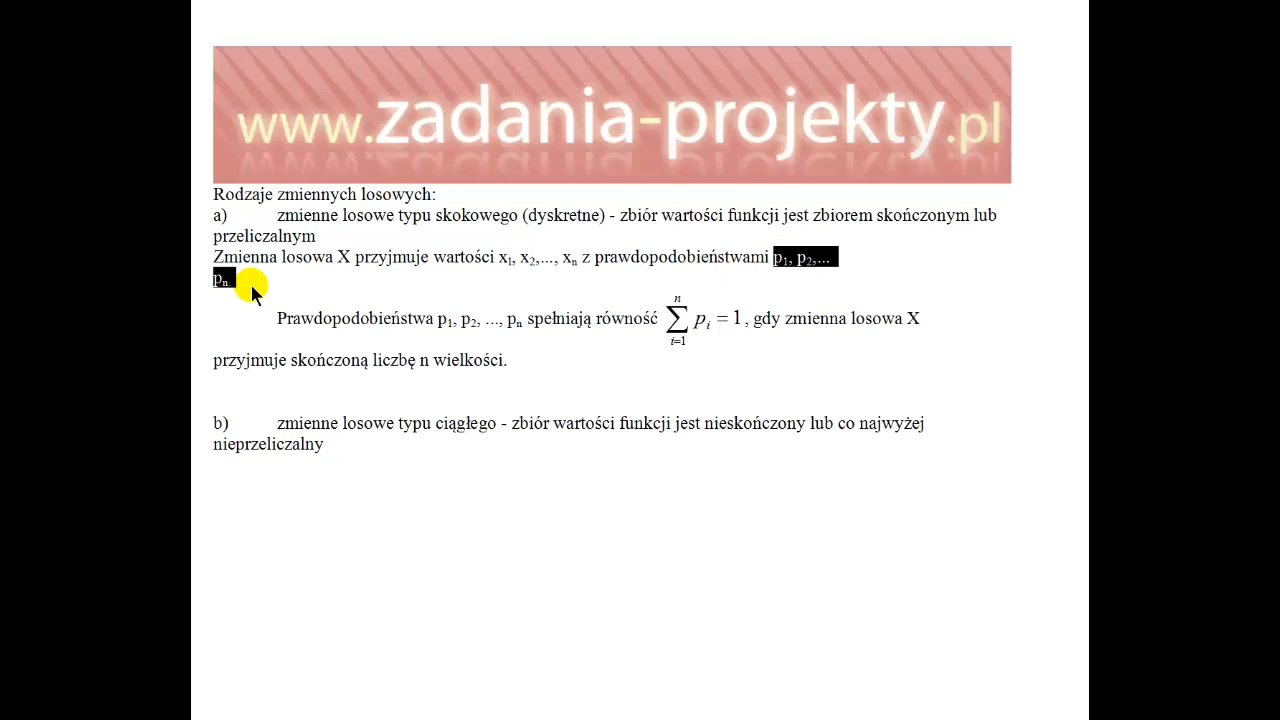 www.zadania-projekty.pl
Rodzaje zmiennych losowych:
a) zmienne losowe typu skokowego (dyskretne) - zbiór wartości funkcji jest zbiorem skończonym lub
przeliczalnym
Zmienna losowa X przyjmuje wartości x₁, x₂,..., xₙ z prawdopodobieństwami p₁, p₂,...
pₙ.
Prawdopodobieństwa p₁, p₂, ..., pₙ spełniają równość \sum_{i=1}^{n} p_i = 1, gdy zmienna losowa X
przyjmuje skończoną liczbę n wielkości.
b) zmienne losowe typu ciągłego - zbiór wartości funkcji jest nieskończony lub co najwyżej
nieprzeliczalny